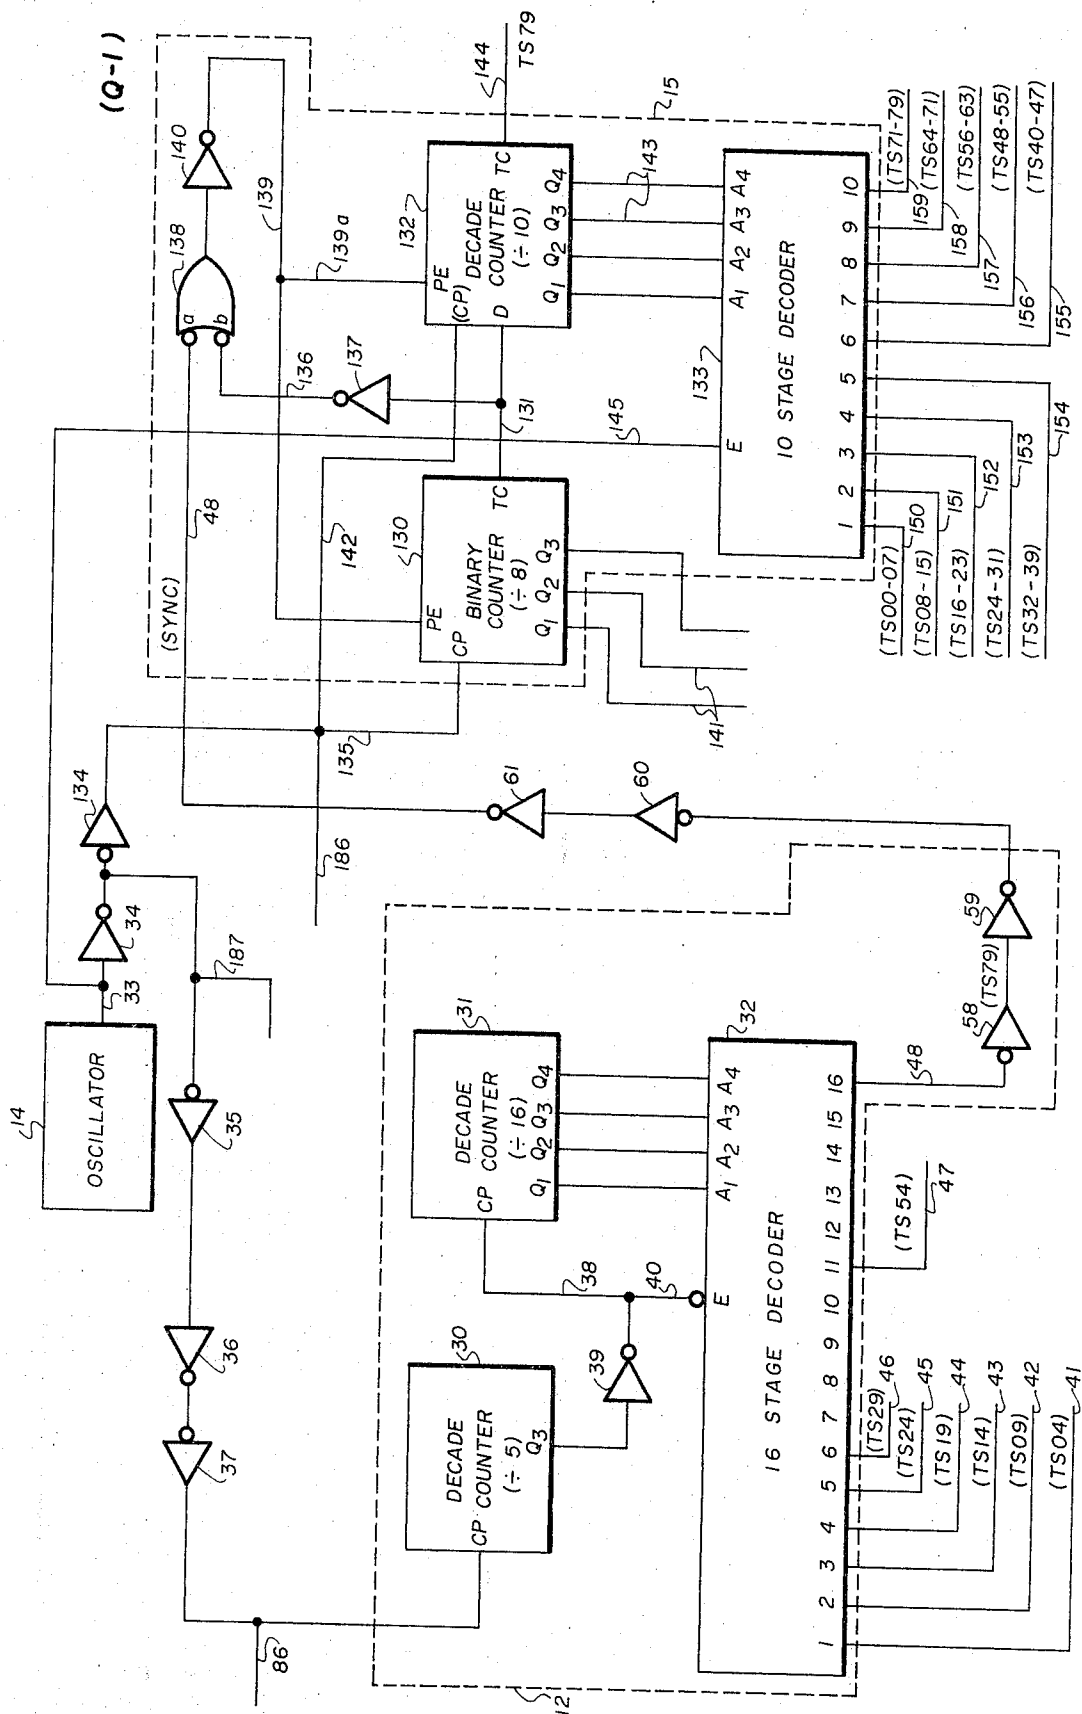 (Q-1)
14
OSCILLATOR
33
34
134
187
35
36
37
86
186
135
142
(SYNC)
48
138
a
b
140
139
139a
136
137
131
145
130
PE
CP
BINARY
COUNTER
(÷8)
TC
Q1 Q2 Q3
141
132
PE
(CP)
DECADE
COUNTER
(÷10)
D
TC
Q1 Q2 Q3 Q4
143
144
TS79
133
E
A1 A2 A3 A4
10 STAGE DECODER
1 2 3 4 5 6 7 8 9 10
15
(TS00-07)
150
(TS08-15)
151
(TS16-23)
152
(TS24-31)
153
(TS32-39)
154
(TS71-79)
159
(TS64-71)
158
(TS56-63)
157
(TS48-55)
156
(TS40-47)
155
61
60
59
(TS79)
58
48
30
DECADE
CP COUNTER
(÷5)
Q3
39
38
40
31
DECADE
COUNTER
(÷16)
CP
Q1 Q2 Q3 Q4
32
E
A1 A2 A3 A4
16 STAGE DECODER
1 2 3 4 5 6 7 8 9 10 11 12 13 14 15 16
(TS54)
47
(TS29)
46
(TS24)
45
(TS19)
44
(TS14)
43
(TS09)
42
(TS04)
41
12